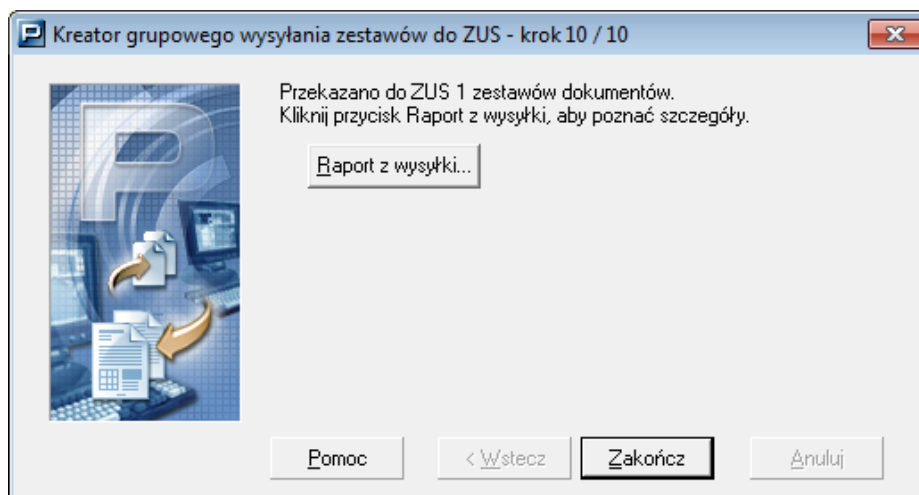 Kreator grupowego wysyłania zestawów do ZUS - krok 10 / 10
Przekazano do ZUS 1 zestawów dokumentów.
Kliknij przycisk Raport z wysyłki, aby poznać szczegóły.
Raport z wysyłki...
P
Pomoc
< Wstecz
Zakończ
Anuluj